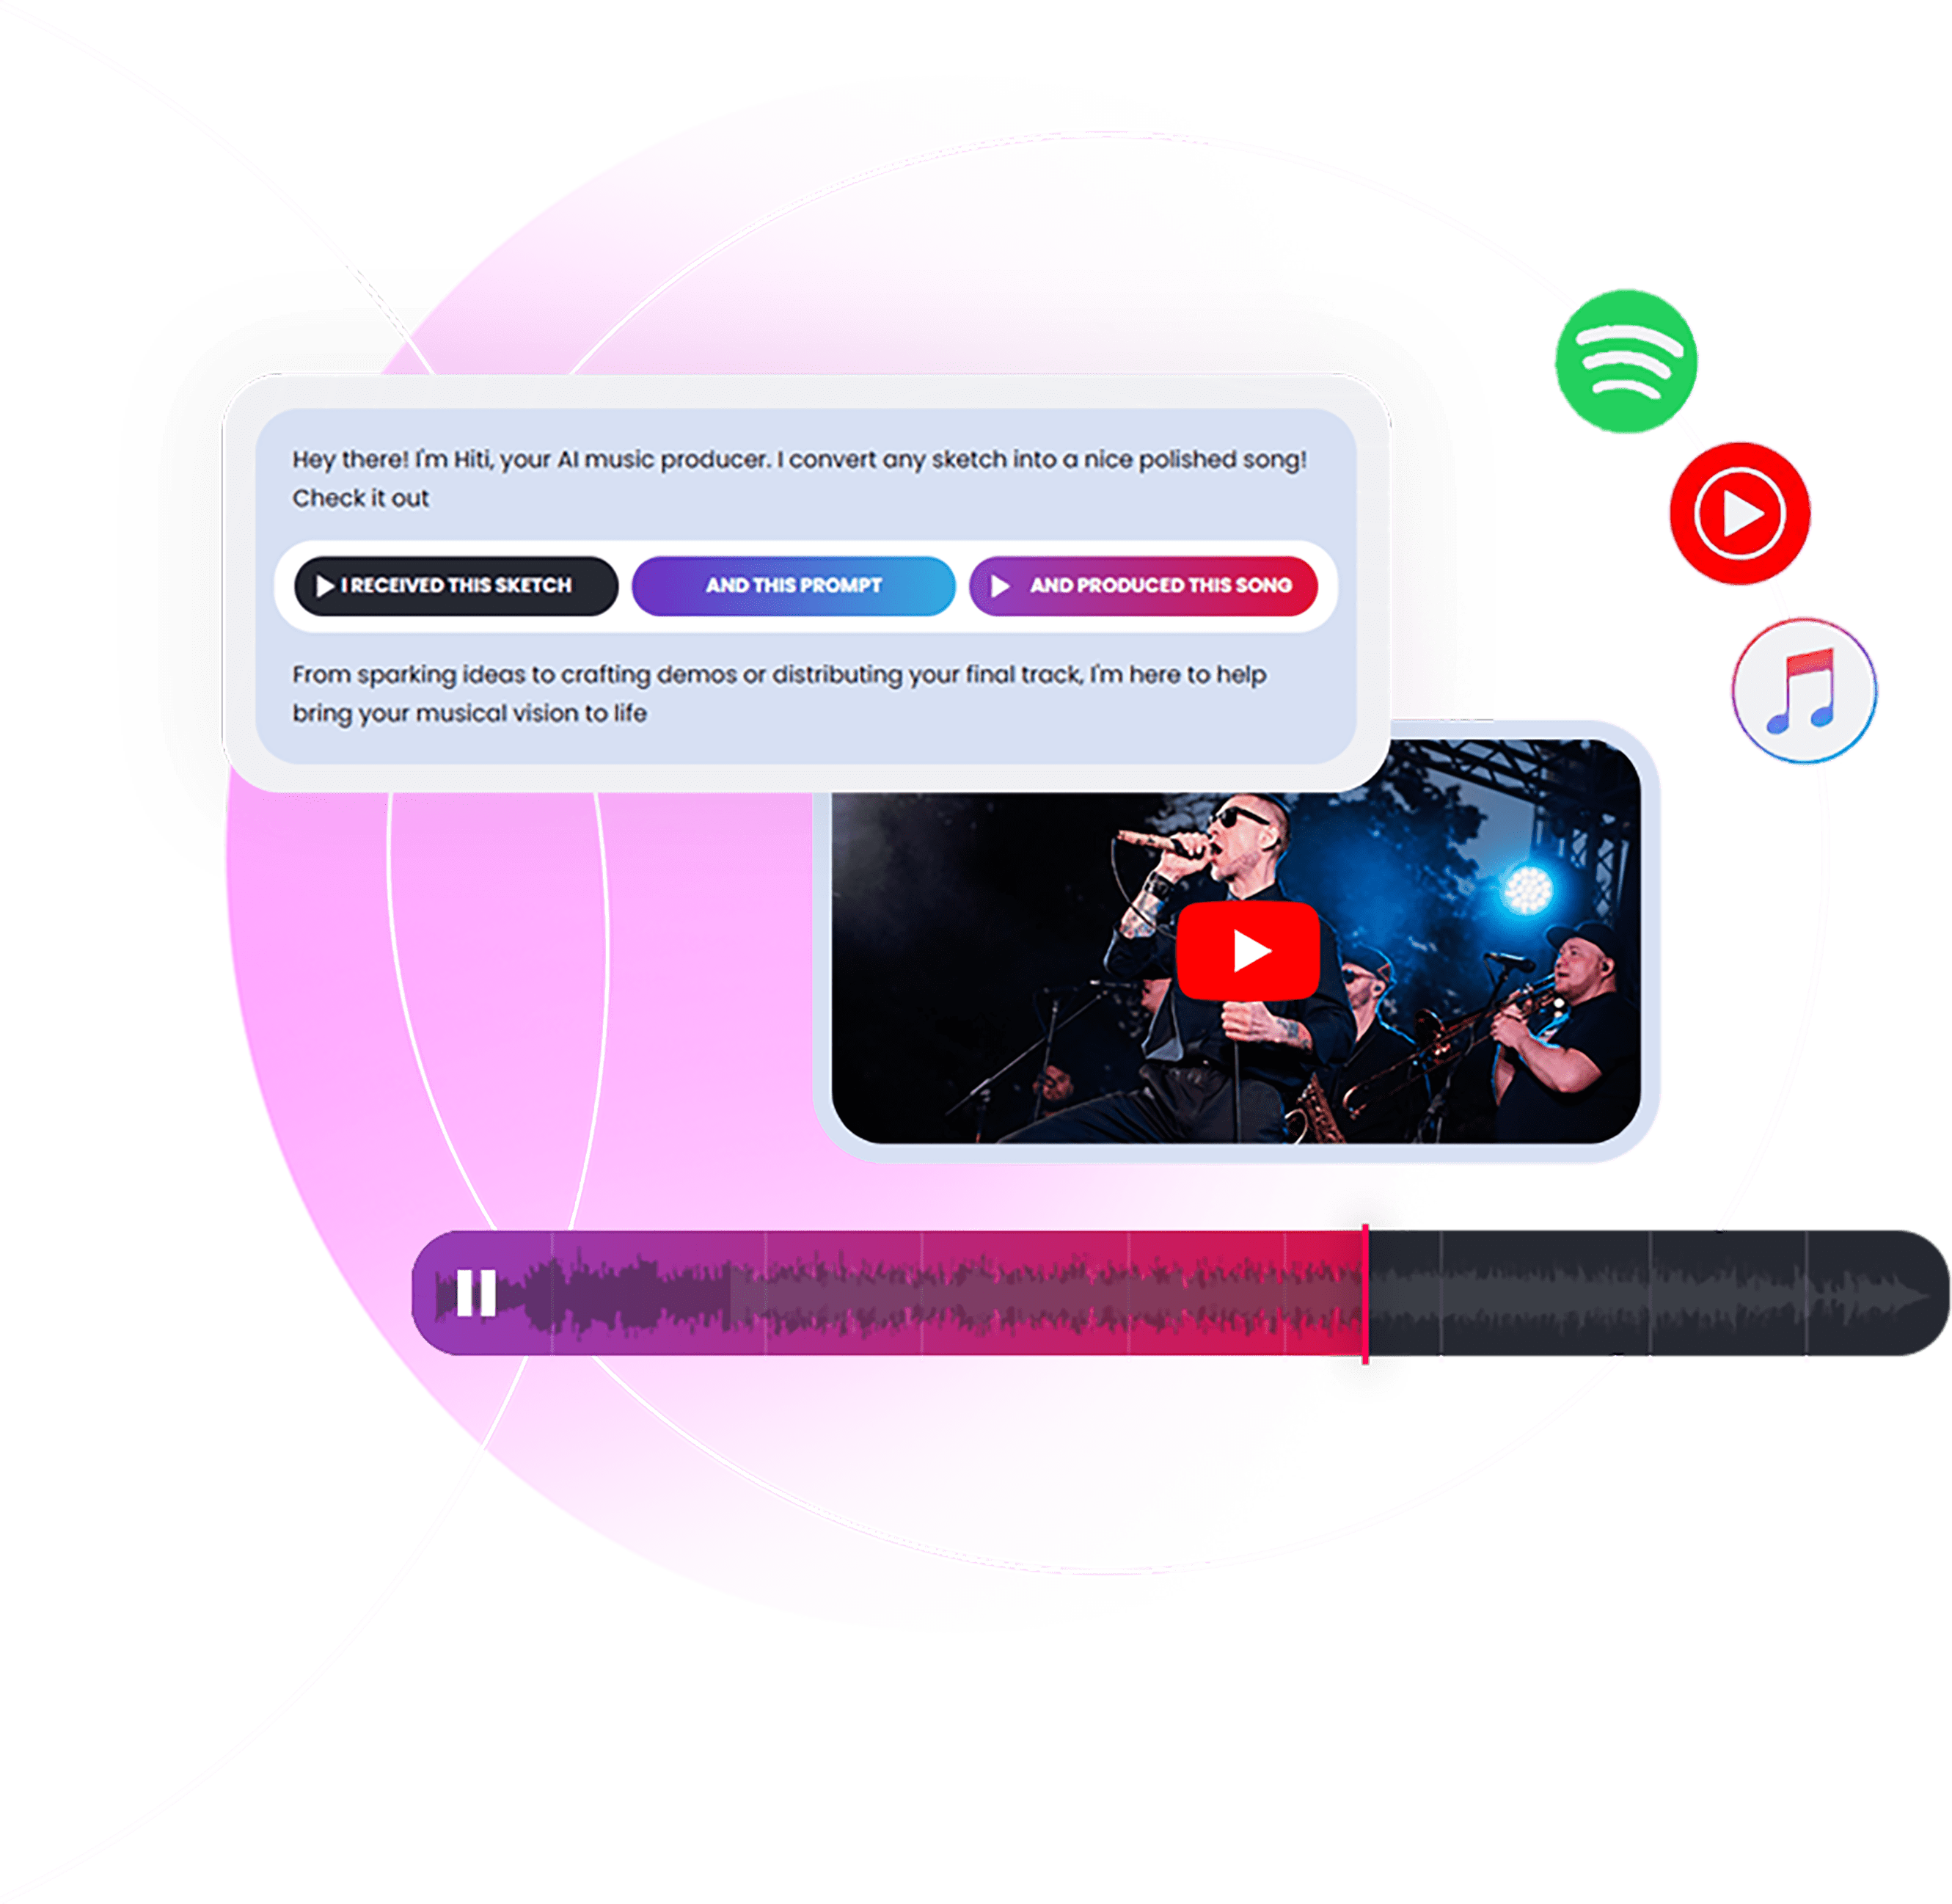 Hey there! I'm Hiti, your AI music producer. I convert any sketch into a nice polished song!
Check it out
I RECEIVED THIS SKETCH
AND THIS PROMPT
AND PRODUCED THIS SONG
From sparking ideas to crafting demos or distributing your final track, I'm here to help
bring your musical vision to life